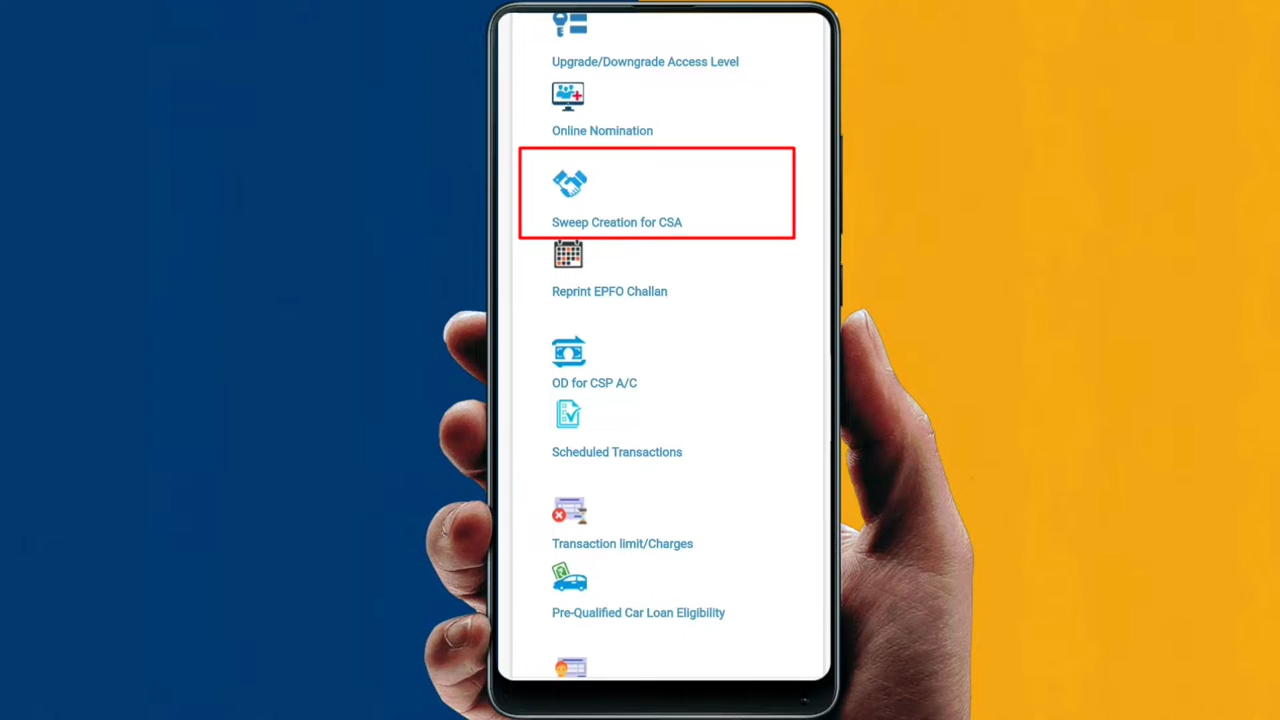 Upgrade/Downgrade Access Level
Online Nomination
Sweep Creation for CSA
Reprint EPFO Challan
OD for CSP A/C
Scheduled Transactions
Transaction limit/Charges
Pre-Qualified Car Loan Eligibility